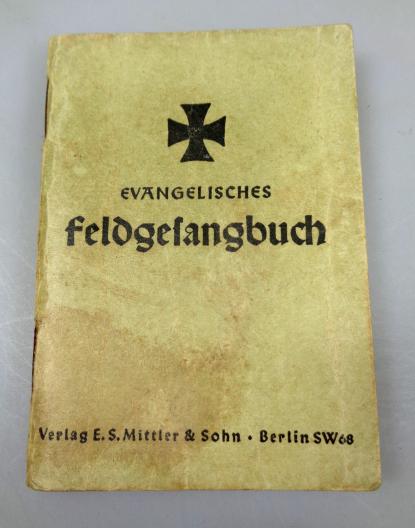 EVANGELISCHES
Feldgesangbuch
Verlag E. S. Mittler & Sohn • Berlin SW68